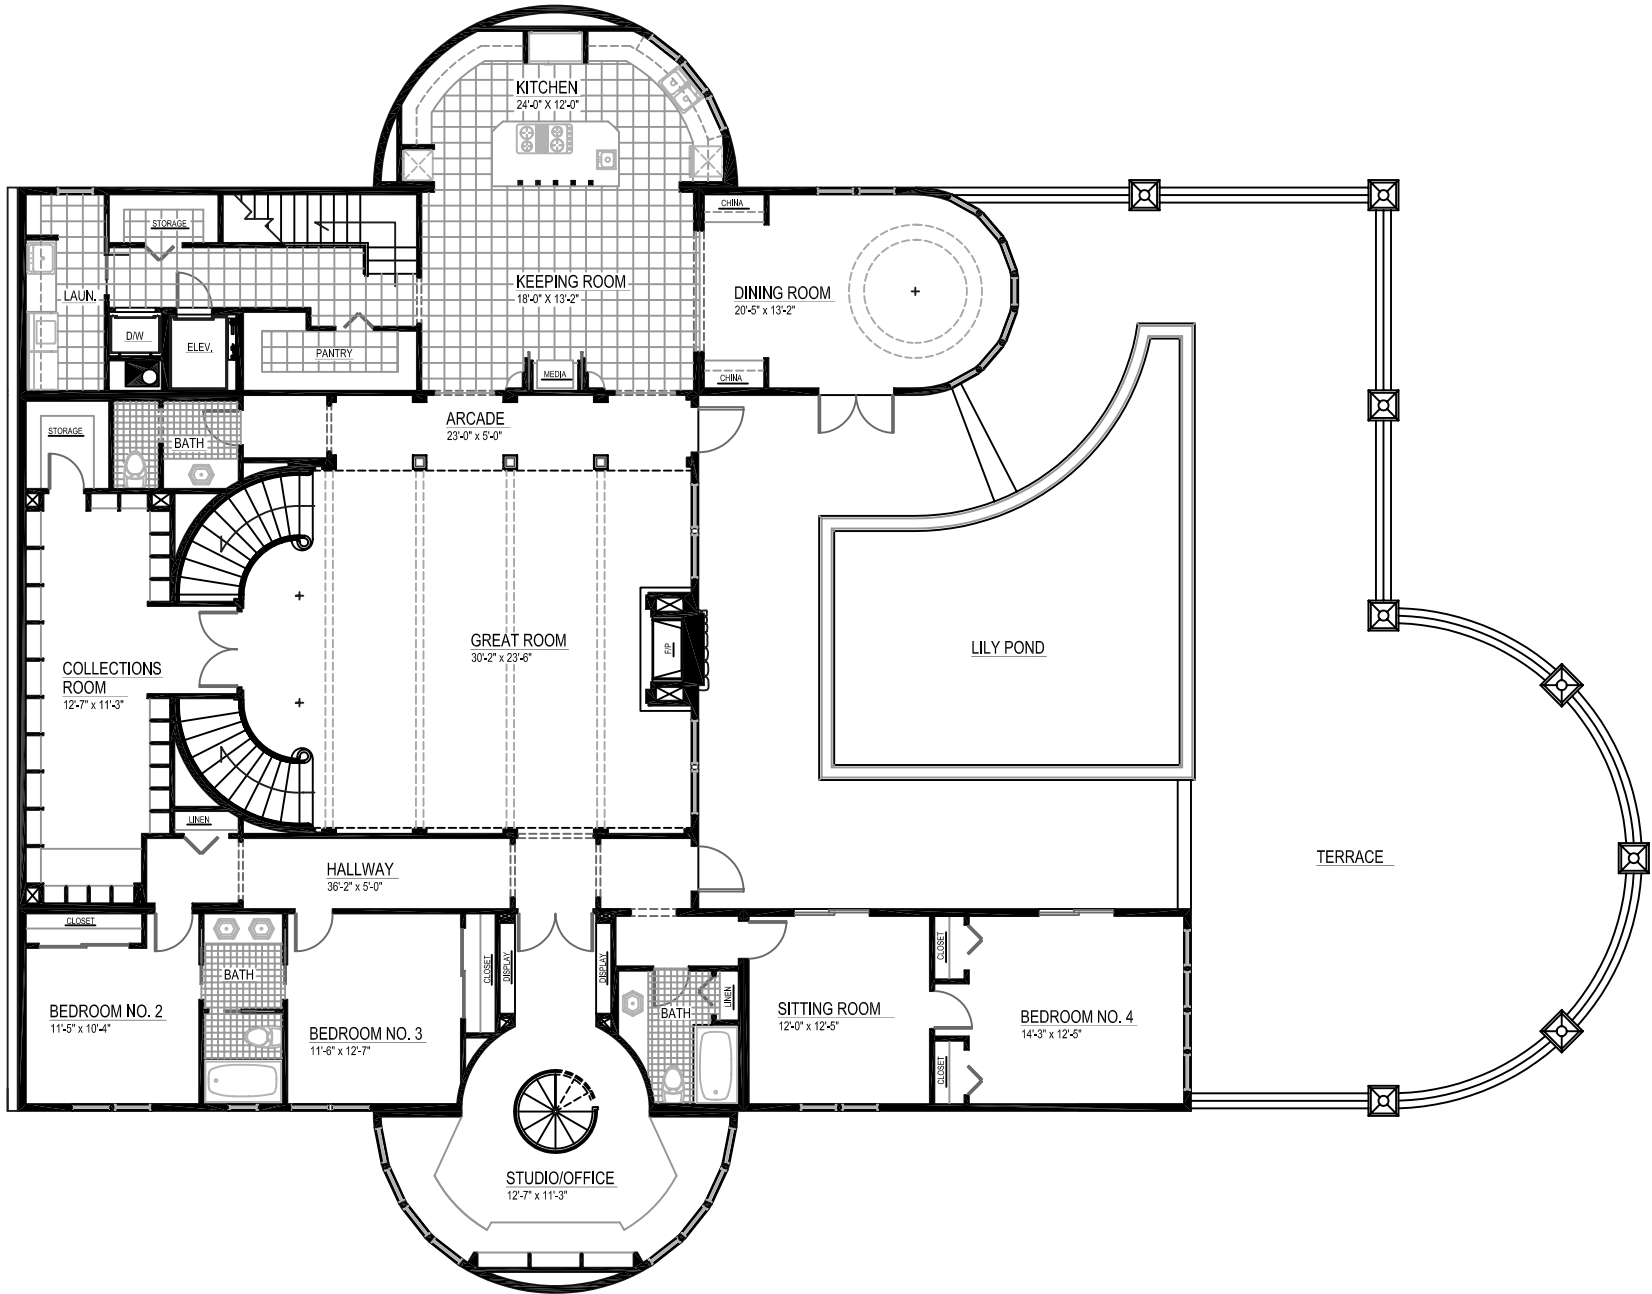 KITCHEN
24'-0" X 12'-0"
CHINA
STORAGE
KEEPING ROOM
18'-0" X 13'-2"
DINING ROOM
20'-5" x 13'-2"
LAUN.
D/W
ELEV.
PANTRY
MEDIA
CHINA
ARCADE
23'-0" x 5'-0"
STORAGE
BATH
GREAT ROOM
30'-2" x 23'-6"
F/P
LILY POND
COLLECTIONS
ROOM
12'-7" x 11'-3"
LINEN
HALLWAY
36'-2" x 5'-0"
TERRACE
CLOSET
BATH
CLOSET
DISPLAY
DISPLAY
CLOSET
BEDROOM NO. 2
11'-5" x 10'-4"
BEDROOM NO. 3
11'-6" x 12'-7"
BATH
LINEN
SITTING ROOM
12'-0" x 12'-5"
BEDROOM NO. 4
14'-3" x 12'-5"
CLOSET
STUDIO/OFFICE
12'-7" x 11'-3"